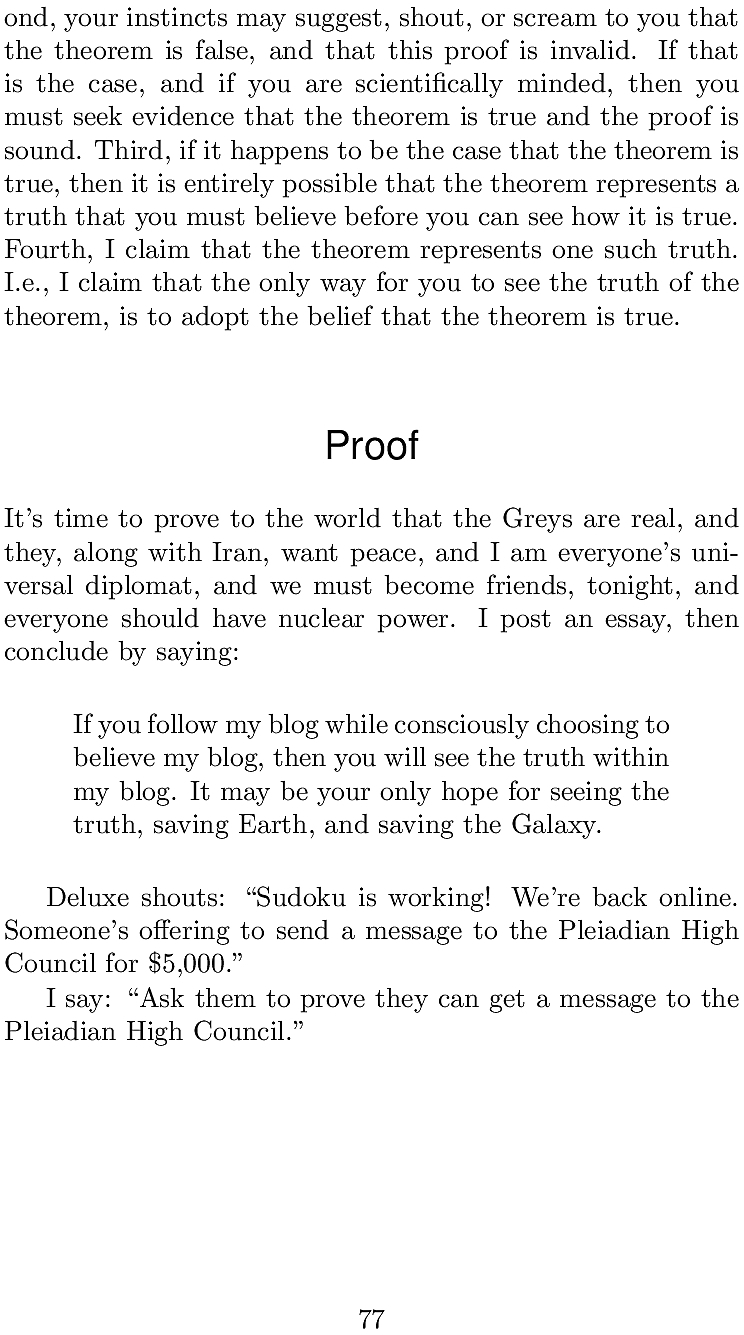 ond, your instincts may suggest, shout, or scream to you that
the theorem is false, and that this proof is invalid. If that
is the case, and if you are scientifically minded, then you
must seek evidence that the theorem is true and the proof is
sound. Third, if it happens to be the case that the theorem is
true, then it is entirely possible that the theorem represents a
truth that you must believe before you can see how it is true.
Fourth, I claim that the theorem represents one such truth.
I.e., I claim that the only way for you to see the truth of the
theorem, is to adopt the belief that the theorem is true.
Proof
It's time to prove to the world that the Greys are real, and
they, along with Iran, want peace, and I am everyone's uni-
versal diplomat, and we must become friends, tonight, and
everyone should have nuclear power. I post an essay, then
conclude by saying:
If you follow my blog while consciously choosing to
believe my blog, then you will see the truth within
my blog. It may be your only hope for seeing the
truth, saving Earth, and saving the Galaxy.
Deluxe shouts: “Sudoku is working! We're back online.
Someone's offering to send a message to the Pleiadian High
Council for $5,000.”
I say: “Ask them to prove they can get a message to the
Pleiadian High Council.”
77